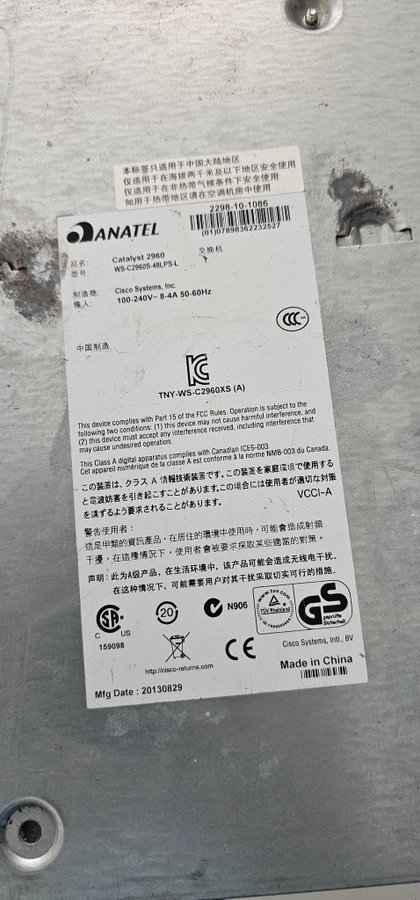 本标签只适用于中国大陆地区
仅适用于在海拔两千米及以下地区安全使用
仅适用于在非热带气候条件下安全使用
如用于热带地区请在空调机房中使用
ANATEL
2298-10-1086
(01)07898362232527
品名: Catalyst 2960 交换机
型号: WS-C2960S-48LPS-L
制造商: Cisco Systems, Inc.
输入: 100-240V~ 8-4A 50-60Hz
中国制造
CCC
TNY-WS-C2960XS (A)
This device complies with Part 15 of the FCC Rules. Operation is subject to the
following two conditions: (1) this device may not cause harmful interference, and
(2) this device must accept any interference received, including interference that
may cause undesired operation.
This Class A digital apparatus complies with Canadian ICES-003.
Cet appareil numérique de la classe A est conforme à la norme NMB-003 du Canada.
この装置は、クラス A 情報技術装置です。この装置を家庭環境で使用する
と電波妨害を引き起こすことがあります。この場合には使用者が適切な対策
を講ずるよう要求されることがあります。 VCCI-A
警告使用者:
這是甲類的資訊產品，在居住的環境中使用時，可能會造成射頻
干擾，在這種情況下，使用者會被要求採取某些適當的對策。
声明: 此为A级产品，在生活环境中，该产品可能会造成无线电干扰。
在这种情况下，可能需要用户对其干扰采取切实可行的措施。
SA
C US
159098
20
N906
www.tuv.com
TÜV Rheinland
GS
geprüfte
Sicherheit
http://cisco-returns.com
CE
Cisco Systems, Intl., BV
Made in China
Mfg Date : 20130829